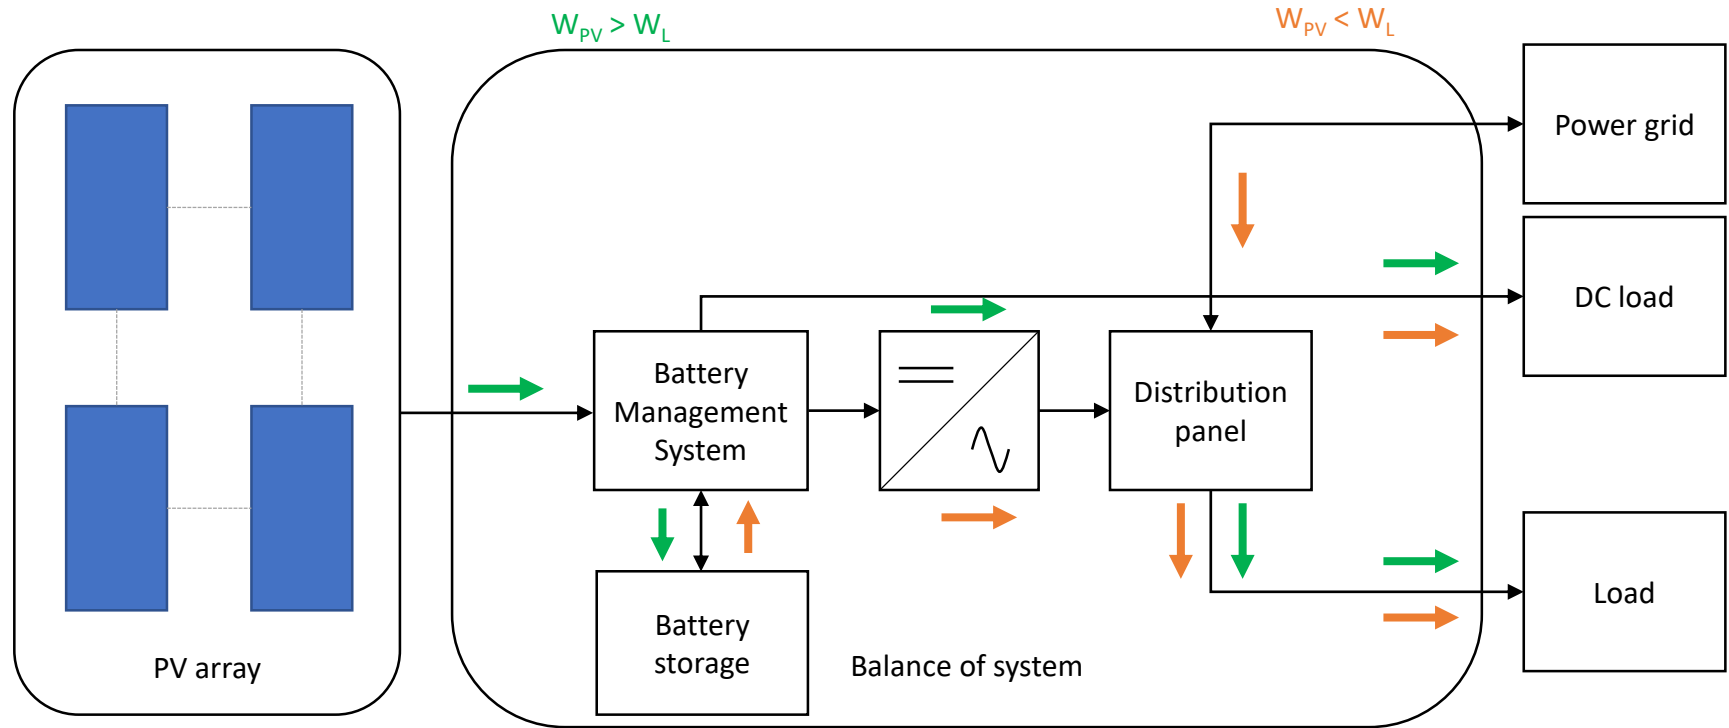 W_PV > W_L
W_PV < W_L
Power grid
DC load
Battery
Management
System
Distribution
panel
Load
Battery
storage
PV array
Balance of system